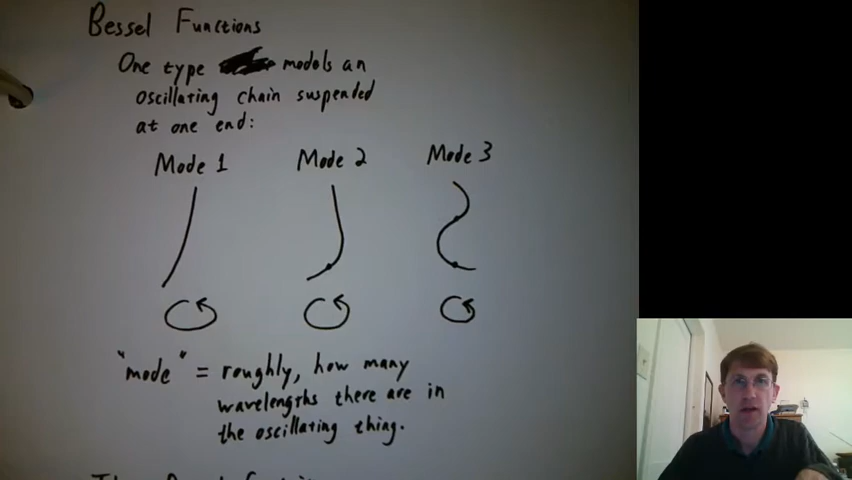 Bessel Functions
One type models an
oscillating chain suspended
at one end:
Mode 1 Mode 2 Mode 3
"mode" = roughly, how many
wavelengths there are in
the oscillating thing.